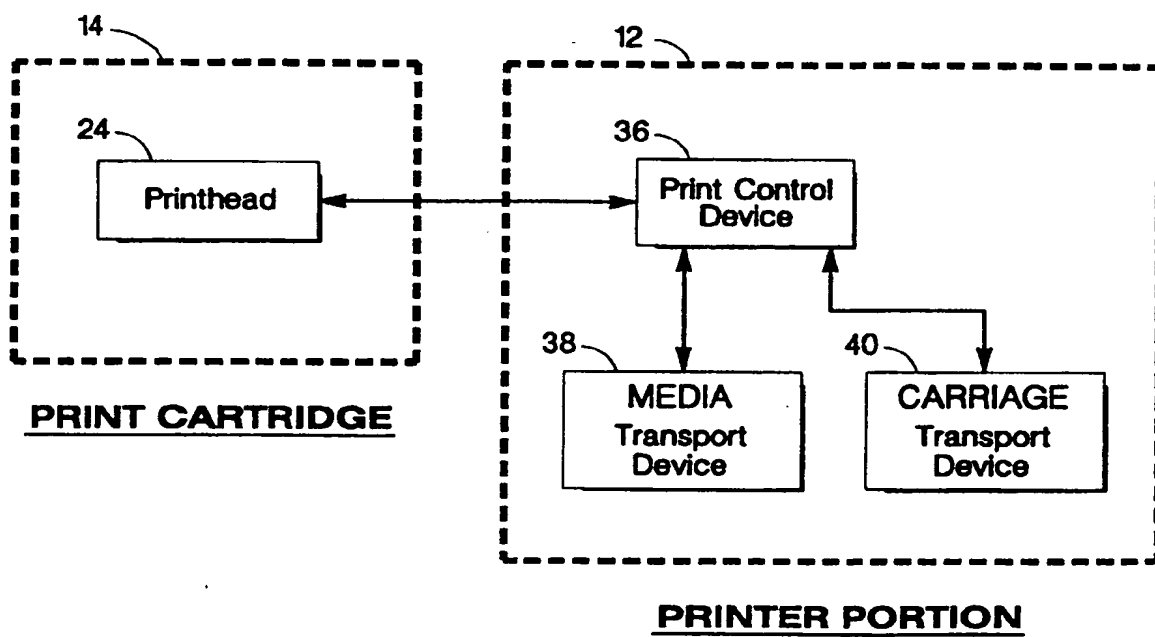 14
12
24
Printhead
36
Print Control
Device
38
MEDIA
Transport
Device
40
CARRIAGE
Transport
Device
PRINT CARTRIDGE
PRINTER PORTION